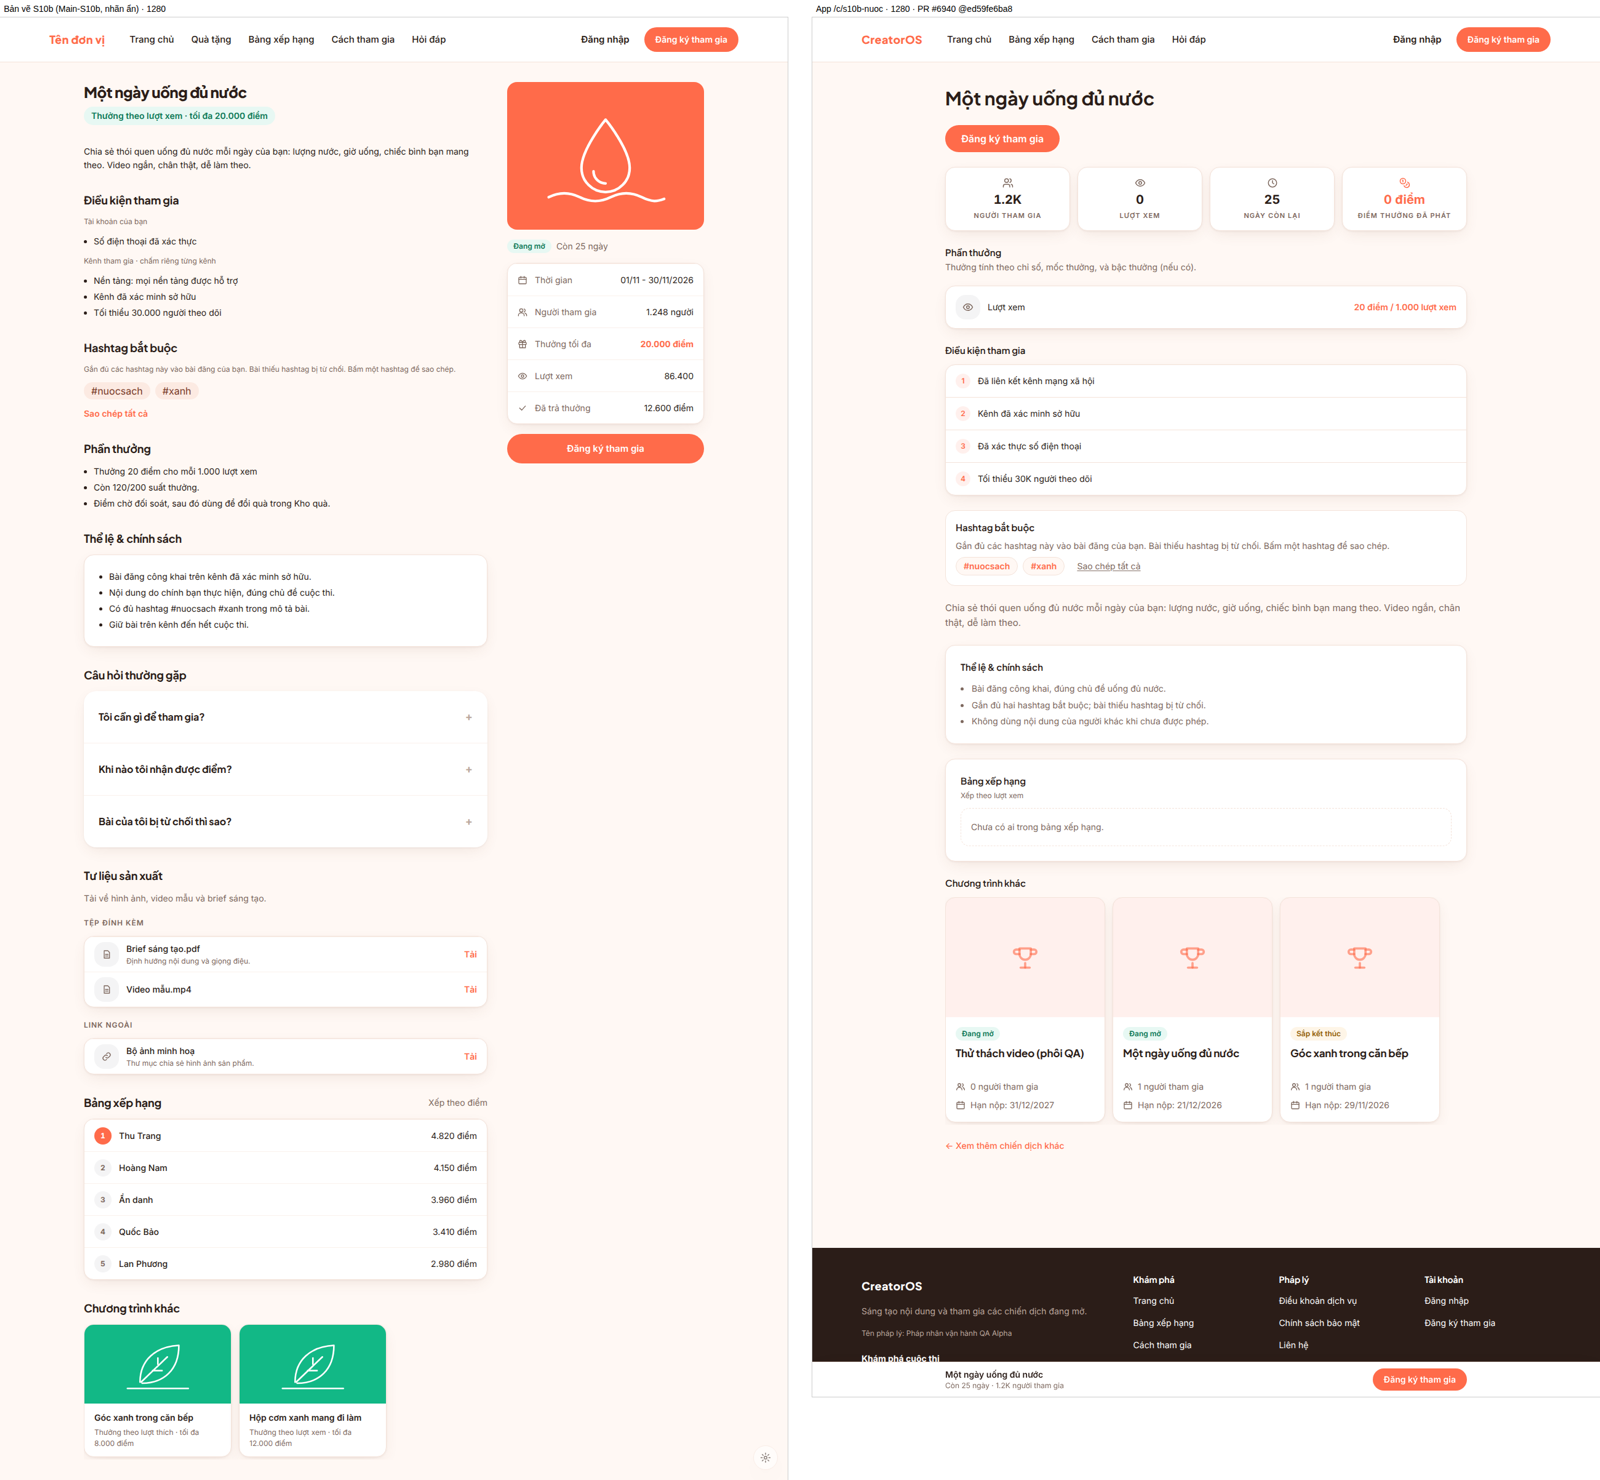 Bản vẽ S10b (Main-S10b, nhãn ẩn) · 1280
Tên đơn vị
Trang chủ
Quà tặng
Bảng xếp hạng
Cách tham gia
Hỏi đáp
Đăng nhập
Đăng ký tham gia
Một ngày uống đủ nước
Thưởng theo lượt xem · tối đa 20.000 điểm
Chia sẻ thói quen uống đủ nước mỗi ngày của bạn: lượng nước, giờ uống, chiếc bình bạn mang
theo. Video ngắn, chân thật, dễ làm theo.
Điều kiện tham gia
Tài khoản của bạn
Số điện thoại đã xác thực
Kênh tham gia · chấm riêng từng kênh
Nền tảng: mọi nền tảng được hỗ trợ
Kênh đã xác minh sở hữu
Tối thiểu 30.000 người theo dõi
Hashtag bắt buộc
Gắn đủ các hashtag này vào bài đăng của bạn. Bài thiếu hashtag bị từ chối. Bấm một hashtag để sao chép.
#nuocsach
#xanh
Sao chép tất cả
Phần thưởng
Thưởng 20 điểm cho mỗi 1.000 lượt xem
Còn 120/200 suất thưởng.
Điểm chờ đối soát, sau đó dùng để đổi quà trong Kho quà.
Thể lệ & chính sách
Bài đăng công khai trên kênh đã xác minh sở hữu.
Nội dung do chính bạn thực hiện, đúng chủ đề cuộc thi.
Có đủ hashtag #nuocsach #xanh trong mô tả bài.
Giữ bài trên kênh đến hết cuộc thi.
Câu hỏi thường gặp
Tôi cần gì để tham gia? +
Khi nào tôi nhận được điểm? +
Bài của tôi bị từ chối thì sao? +
Tư liệu sản xuất
Tải về hình ảnh, video mẫu và brief sáng tạo.
TỆP ĐÍNH KÈM
Brief sáng tạo.pdf
Định hướng nội dung và giọng điệu.
Tải
Video mẫu.mp4
Tải
LINK NGOÀI
Bộ ảnh minh hoạ
Thư mục chia sẻ hình ảnh sản phẩm.
Tải
Bảng xếp hạng
Xếp theo điểm
1 Thu Trang 4.820 điểm
2 Hoàng Nam 4.150 điểm
3 Ẩn danh 3.960 điểm
4 Quốc Bảo 3.410 điểm
5 Lan Phương 2.980 điểm
Chương trình khác
Góc xanh trong căn bếp
Thưởng theo lượt thích · tối đa
8.000 điểm
Hộp cơm xanh mang đi làm
Thưởng theo lượt xem · tối đa
12.000 điểm
Đang mở
Còn 25 ngày
Thời gian 01/11 - 30/11/2026
Người tham gia 1.248 người
Thưởng tối đa 20.000 điểm
Lượt xem 86.400
Đã trả thưởng 12.600 điểm
Đăng ký tham gia
App /c/s10b-nuoc · 1280 · PR #6940 @ed59fe6ba8
CreatorOS
Trang chủ
Bảng xếp hạng
Cách tham gia
Hỏi đáp
Đăng nhập
Đăng ký tham gia
Một ngày uống đủ nước
Đăng ký tham gia
1.2K
NGƯỜI THAM GIA
0
LƯỢT XEM
25
NGÀY CÒN LẠI
0 điểm
ĐIỂM THƯỞNG ĐÃ PHÁT
Phần thưởng
Thưởng tính theo chỉ số, mốc thưởng, và bậc thưởng (nếu có).
Lượt xem
20 điểm / 1.000 lượt xem
Điều kiện tham gia
1 Đã liên kết kênh mạng xã hội
2 Kênh đã xác minh sở hữu
3 Đã xác thực số điện thoại
4 Tối thiểu 30K người theo dõi
Hashtag bắt buộc
Gắn đủ các hashtag này vào bài đăng của bạn. Bài thiếu hashtag bị từ chối. Bấm một hashtag để sao chép.
#nuocsach
#xanh
Sao chép tất cả
Chia sẻ thói quen uống đủ nước mỗi ngày của bạn: lượng nước, giờ uống, chiếc bình bạn mang theo. Video ngắn, chân
thật, dễ làm theo.
Thể lệ & chính sách
Bài đăng công khai, đúng chủ đề uống đủ nước.
Gắn đủ hai hashtag bắt buộc; bài thiếu hashtag bị từ chối.
Không dùng nội dung của người khác khi chưa được phép.
Bảng xếp hạng
Xếp theo lượt xem
Chưa có ai trong bảng xếp hạng.
Chương trình khác
Đang mở
Thử thách video (phôi QA)
0 người tham gia
Hạn nộp: 31/12/2027
Đang mở
Một ngày uống đủ nước
1 người tham gia
Hạn nộp: 21/12/2026
Sắp kết thúc
Góc xanh trong căn bếp
1 người tham gia
Hạn nộp: 29/11/2026
← Xem thêm chiến dịch khác
CreatorOS
Sáng tạo nội dung và tham gia các chiến dịch đang mở.
Tên pháp lý: Pháp nhân vận hành QA Alpha
Khám phá cuộc thi
Khám phá
Trang chủ
Bảng xếp hạng
Cách tham gia
Pháp lý
Điều khoản dịch vụ
Chính sách bảo mật
Liên hệ
Tài khoản
Đăng nhập
Đăng ký tham gia
Một ngày uống đủ nước
Còn 25 ngày · 1.2K người tham gia
Đăng ký tham gia